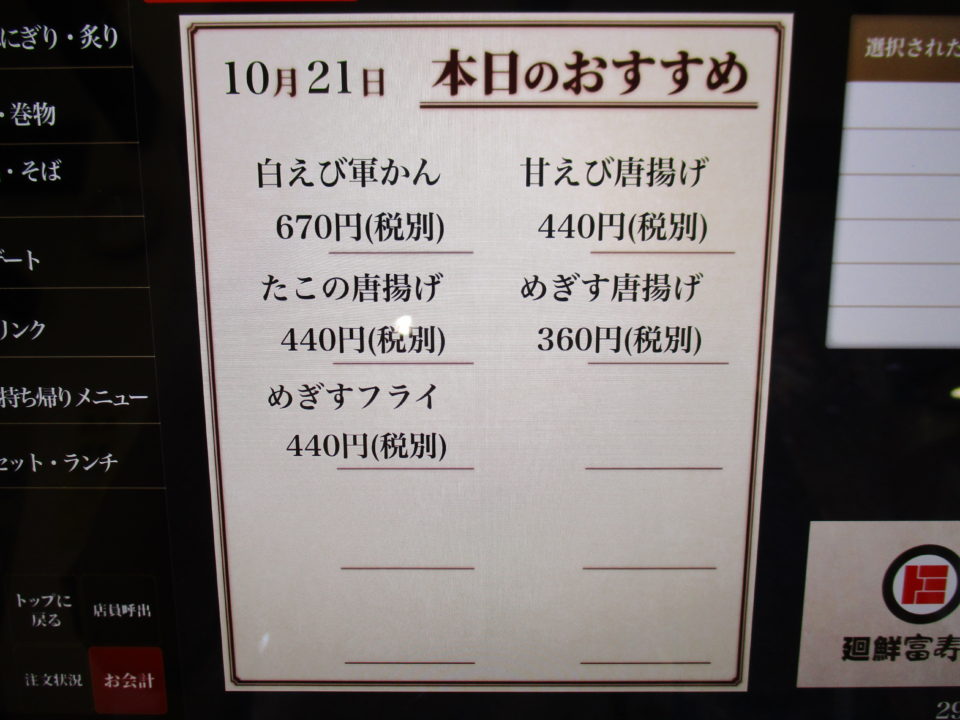 にぎり・炙り
・巻物
・そば
ート
リンク
持ち帰りメニュー
セット・ランチ
トップに
戻る
店員呼出
注文状況
お会計
10月21日 本日のおすすめ
白えび軍かん
670円(税別)
甘えび唐揚げ
440円(税別)
たこの唐揚げ
440円(税別)
めぎす唐揚げ
360円(税別)
めぎすフライ
440円(税別)
選択された
廻鮮富寿
29